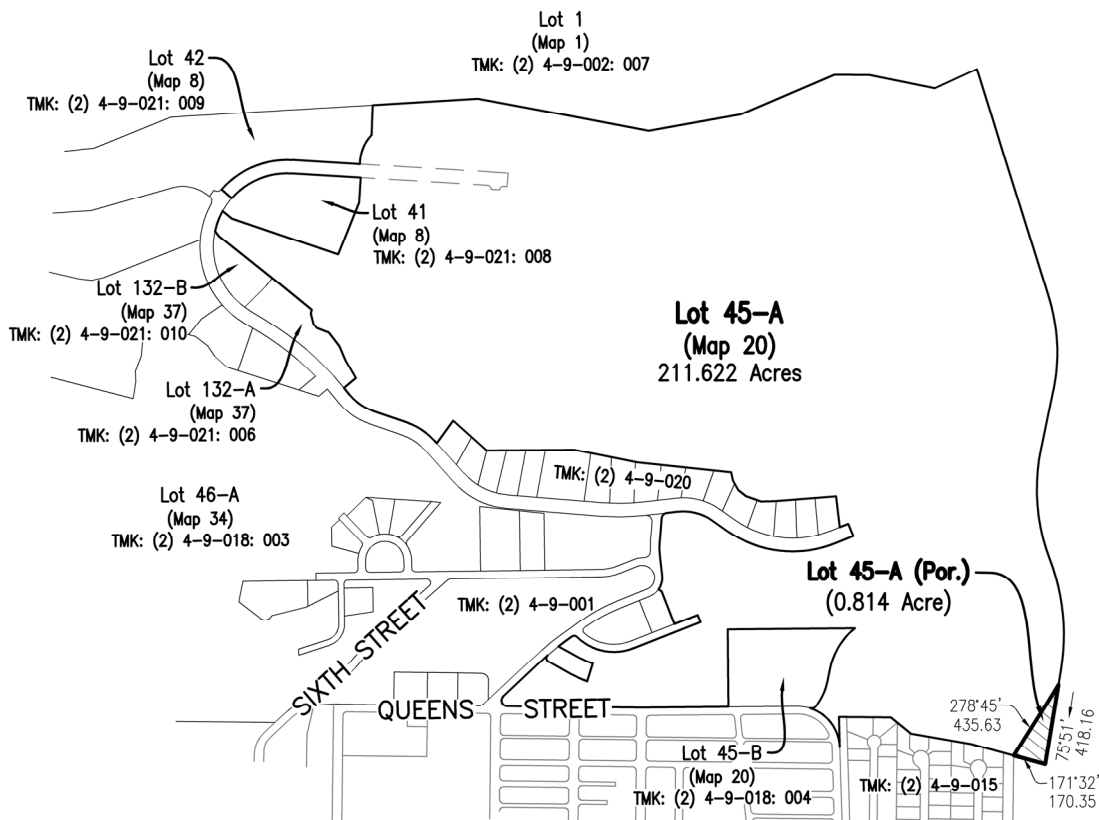 Lot 1
(Map 1)
TMK: (2) 4-9-002: 007
Lot 42
(Map 8)
TMK: (2) 4-9-021: 009
Lot 41
(Map 8)
TMK: (2) 4-9-021: 008
Lot 132-B
(Map 37)
TMK: (2) 4-9-021: 010
Lot 132-A
(Map 37)
TMK: (2) 4-9-021: 006
Lot 45-A
(Map 20)
211.622 Acres
TMK: (2) 4-9-020
Lot 46-A
(Map 34)
TMK: (2) 4-9-018: 003
Lot 45-A (Por.)
(0.814 Acre)
TMK: (2) 4-9-001
SIXTH STREET
QUEENS STREET
278°45'
435.63
75°51'
418.16
171°32'
170.35
Lot 45-B
(Map 20)
TMK: (2) 4-9-018: 004
TMK: (2) 4-9-015